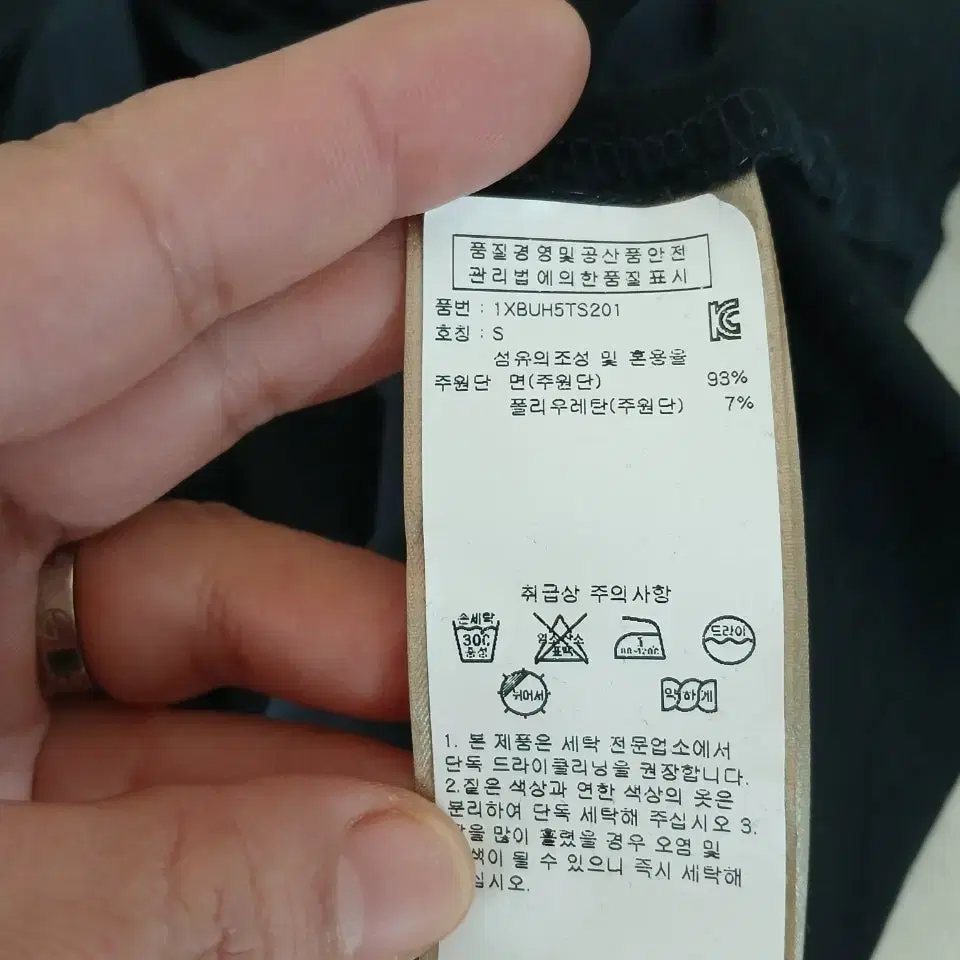 품질경영및공산품안전
관리법에의한품질표시
품번 : 1XBUH5TS201
호칭 : S
섬유의조성 및 혼용율
주원단 면(주원단) 93%
폴리우레탄(주원단) 7%
취급상 주의사항
손세탁
30C
중성
표백
드라이
뉘어서
약하게
1. 본 제품은 세탁 전문업소에서
단독 드라이클리닝을 권장합니다.
2.짙은 색상과 연한 색상의 옷은
분리하여 단독 세탁해 주십시오 3.
많이 흘렸을 경우 오염 및
될 수 있으니 즉시 세탁해
십시오.